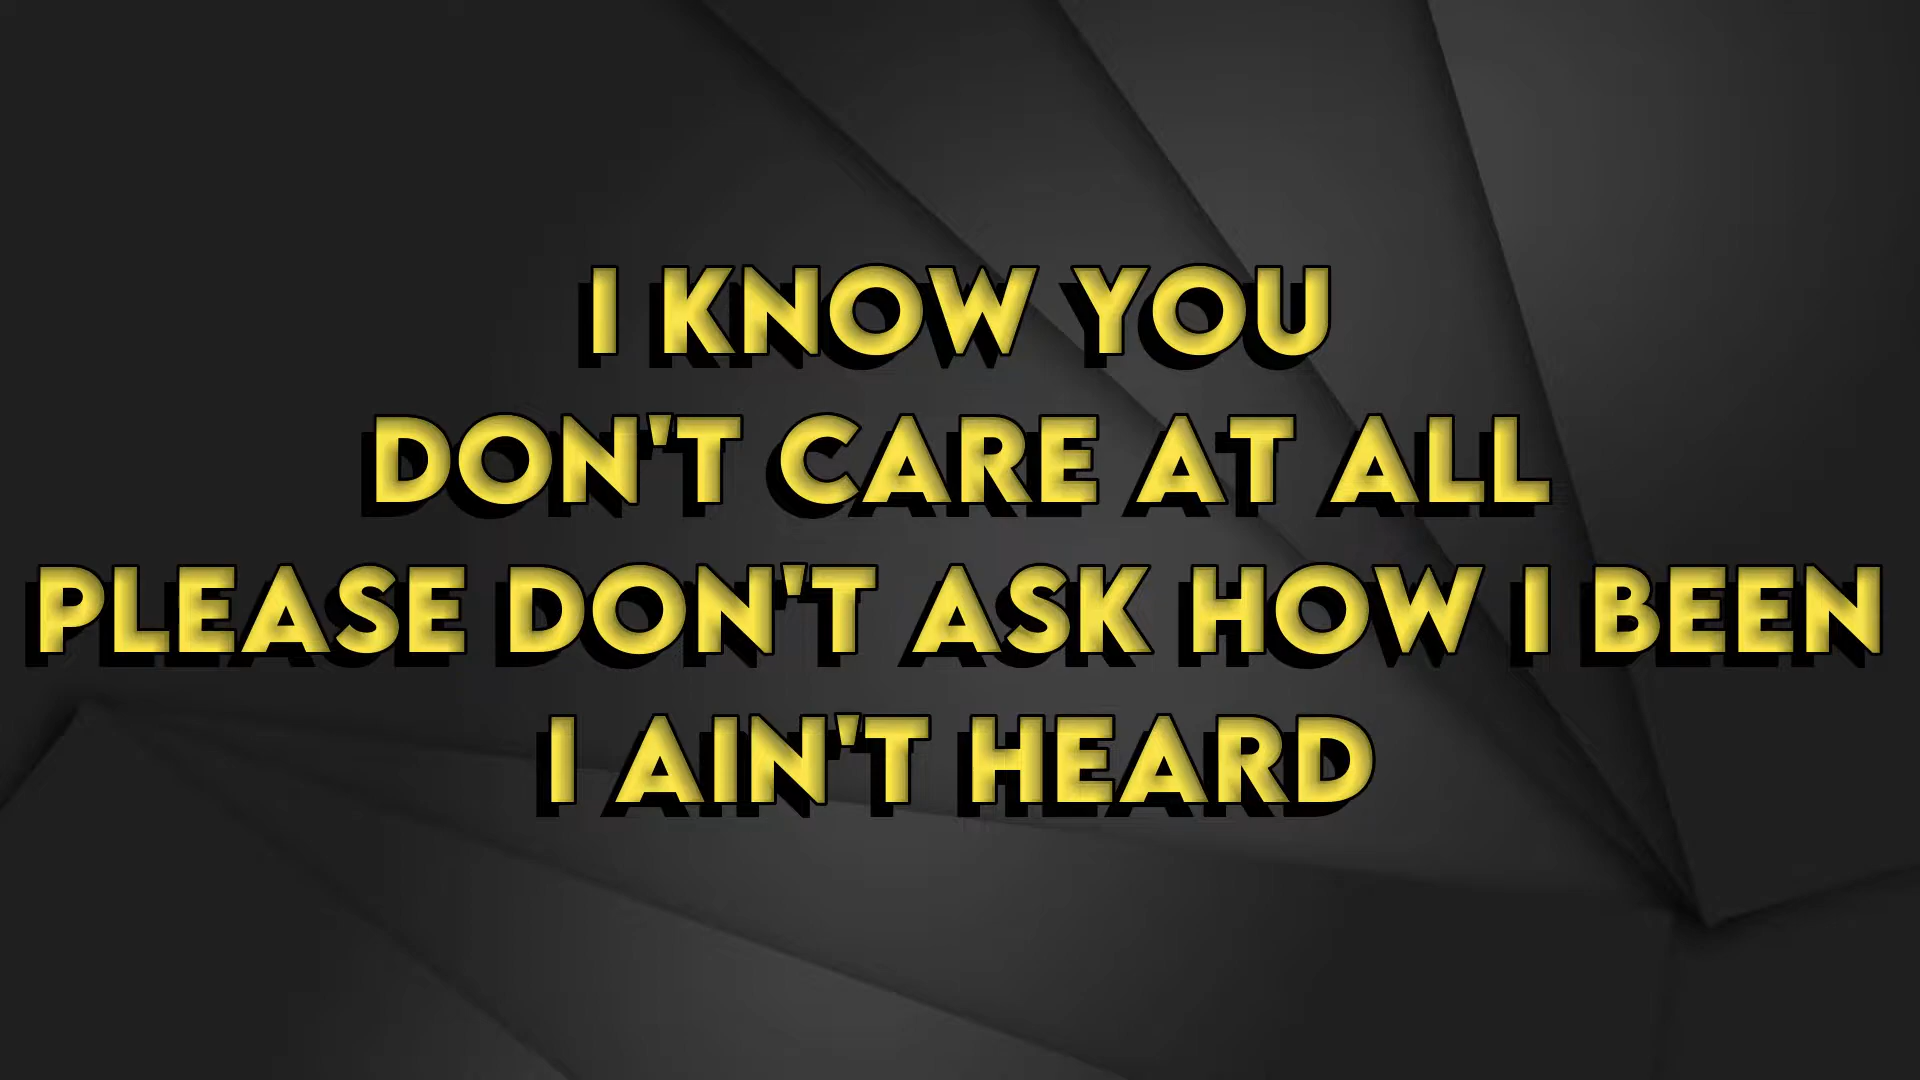 I KNOW YOU
DON'T CARE AT ALL
PLEASE DON'T ASK HOW I BEEN
I AIN'T HEARD